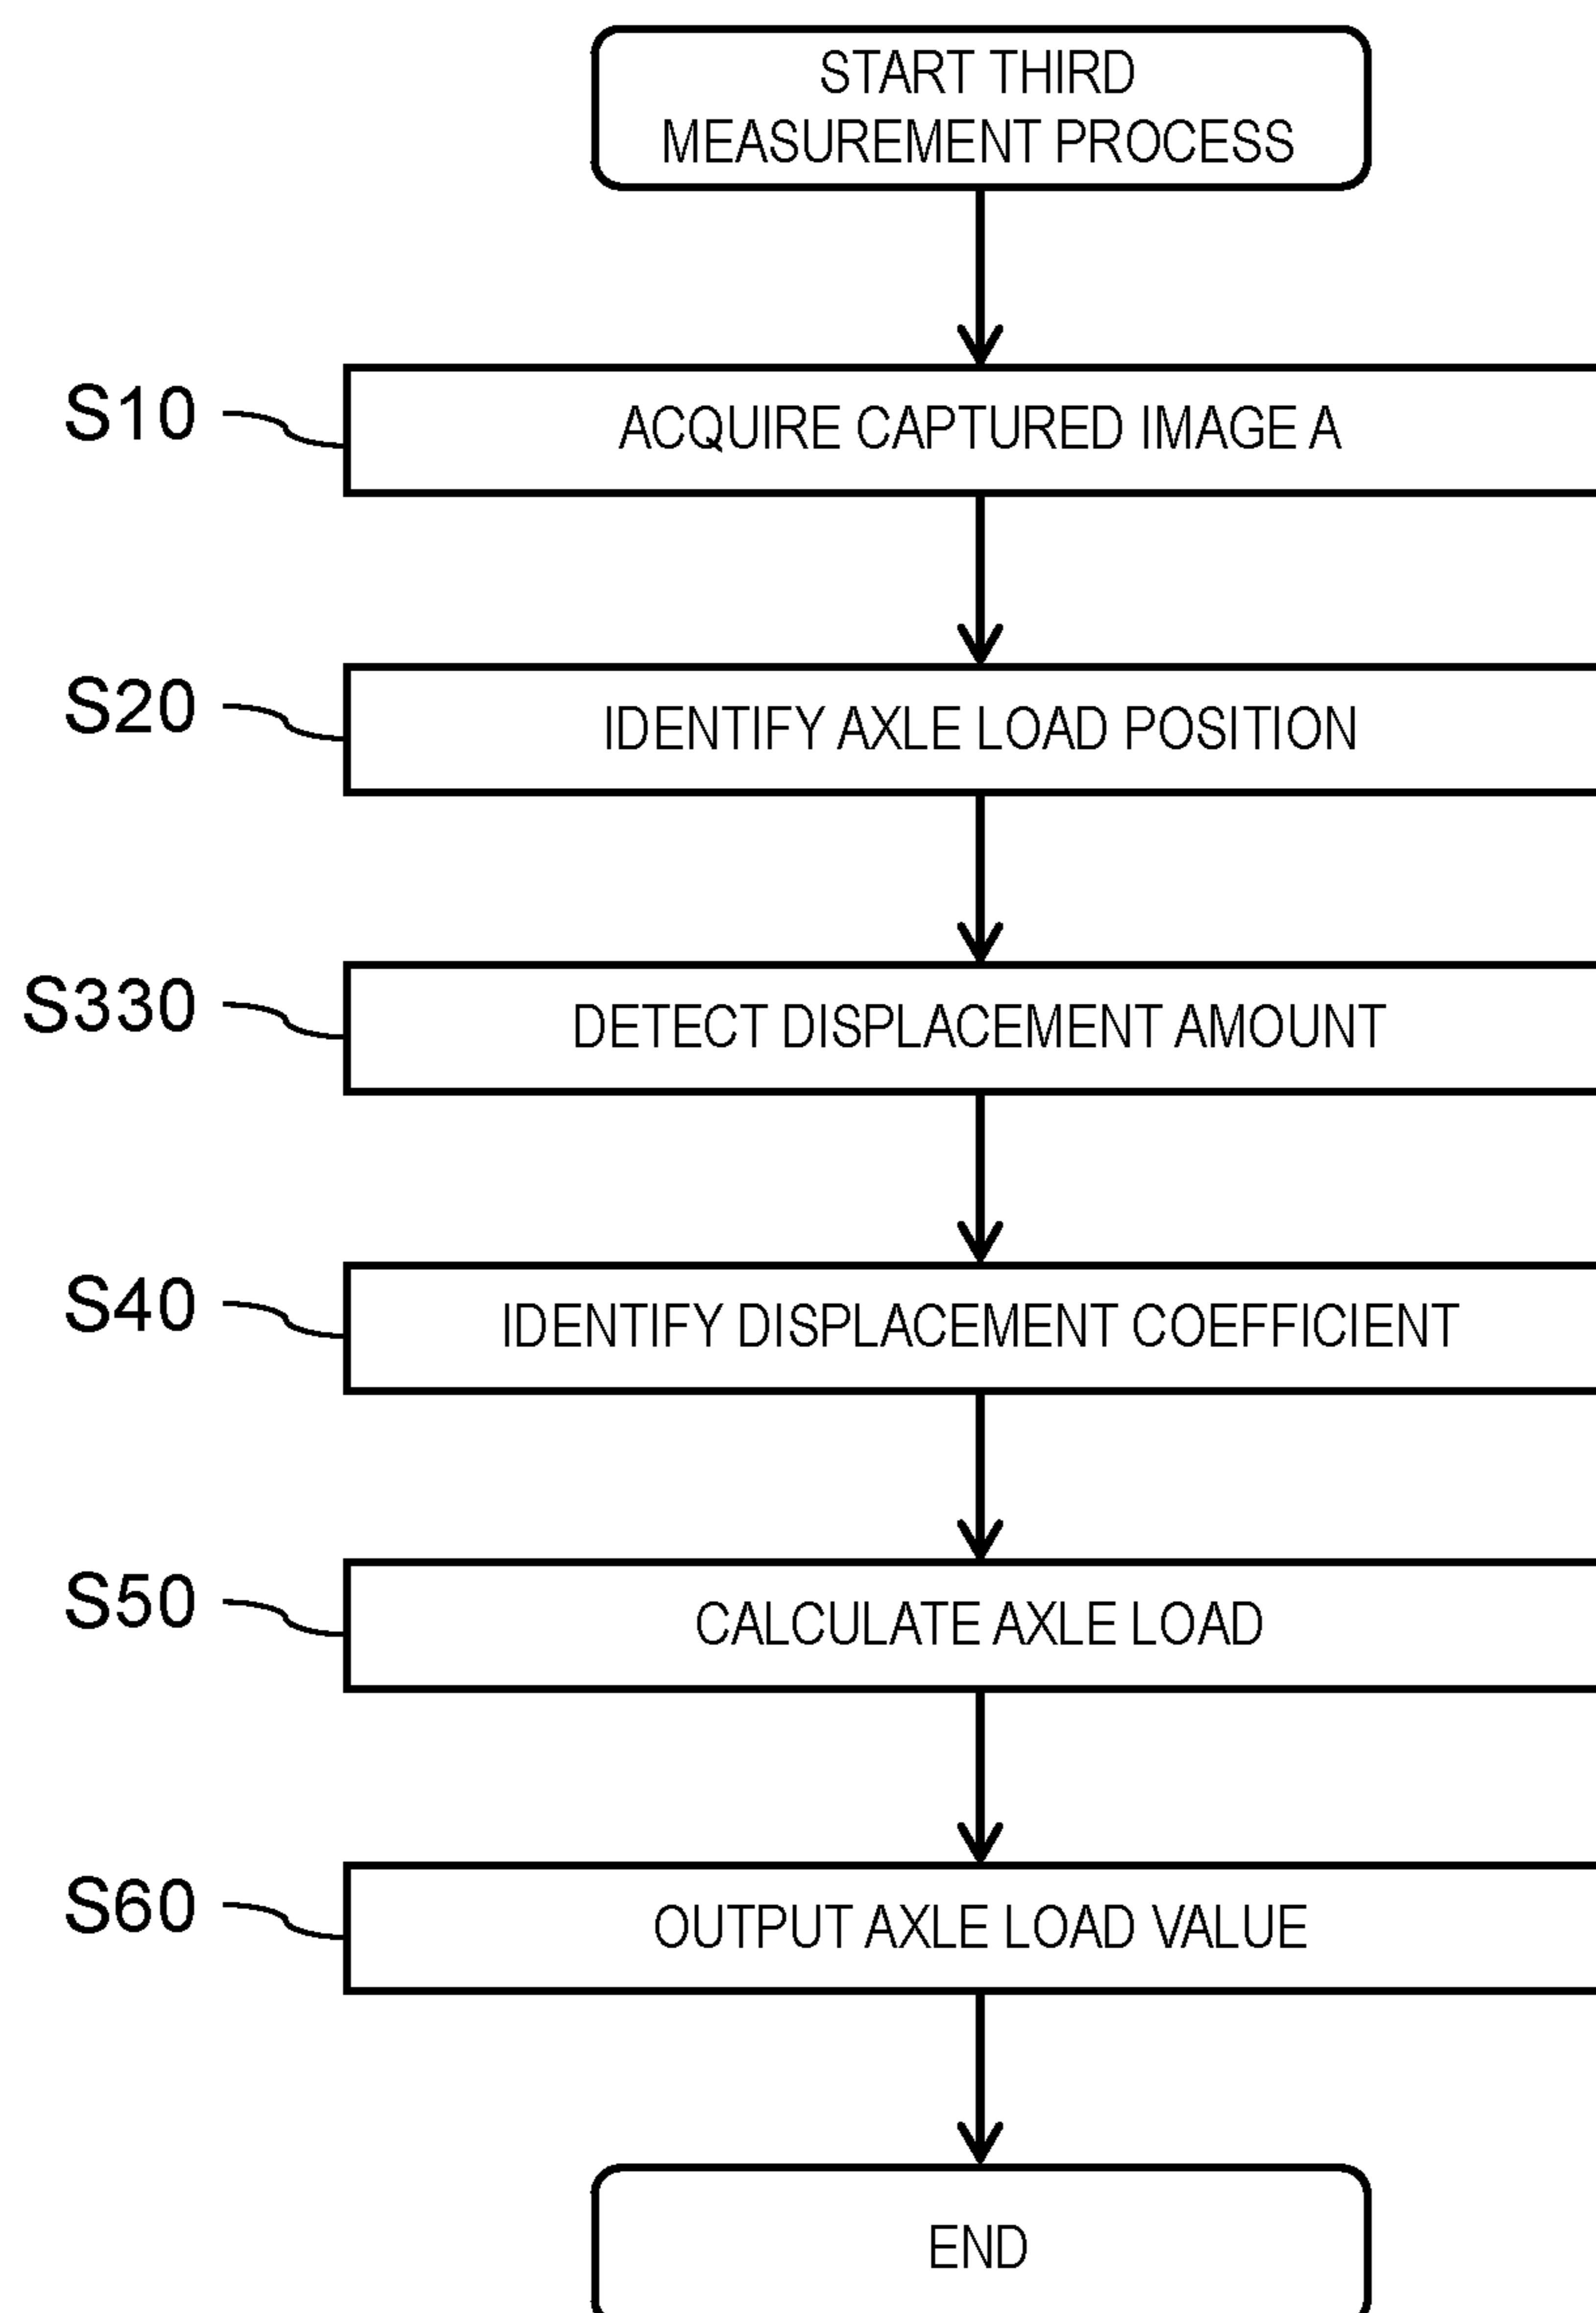 START THIRD
MEASUREMENT PROCESS
S10
ACQUIRE CAPTURED IMAGE A
S20
IDENTIFY AXLE LOAD POSITION
S330
DETECT DISPLACEMENT AMOUNT
S40
IDENTIFY DISPLACEMENT COEFFICIENT
S50
CALCULATE AXLE LOAD
S60
OUTPUT AXLE LOAD VALUE
END